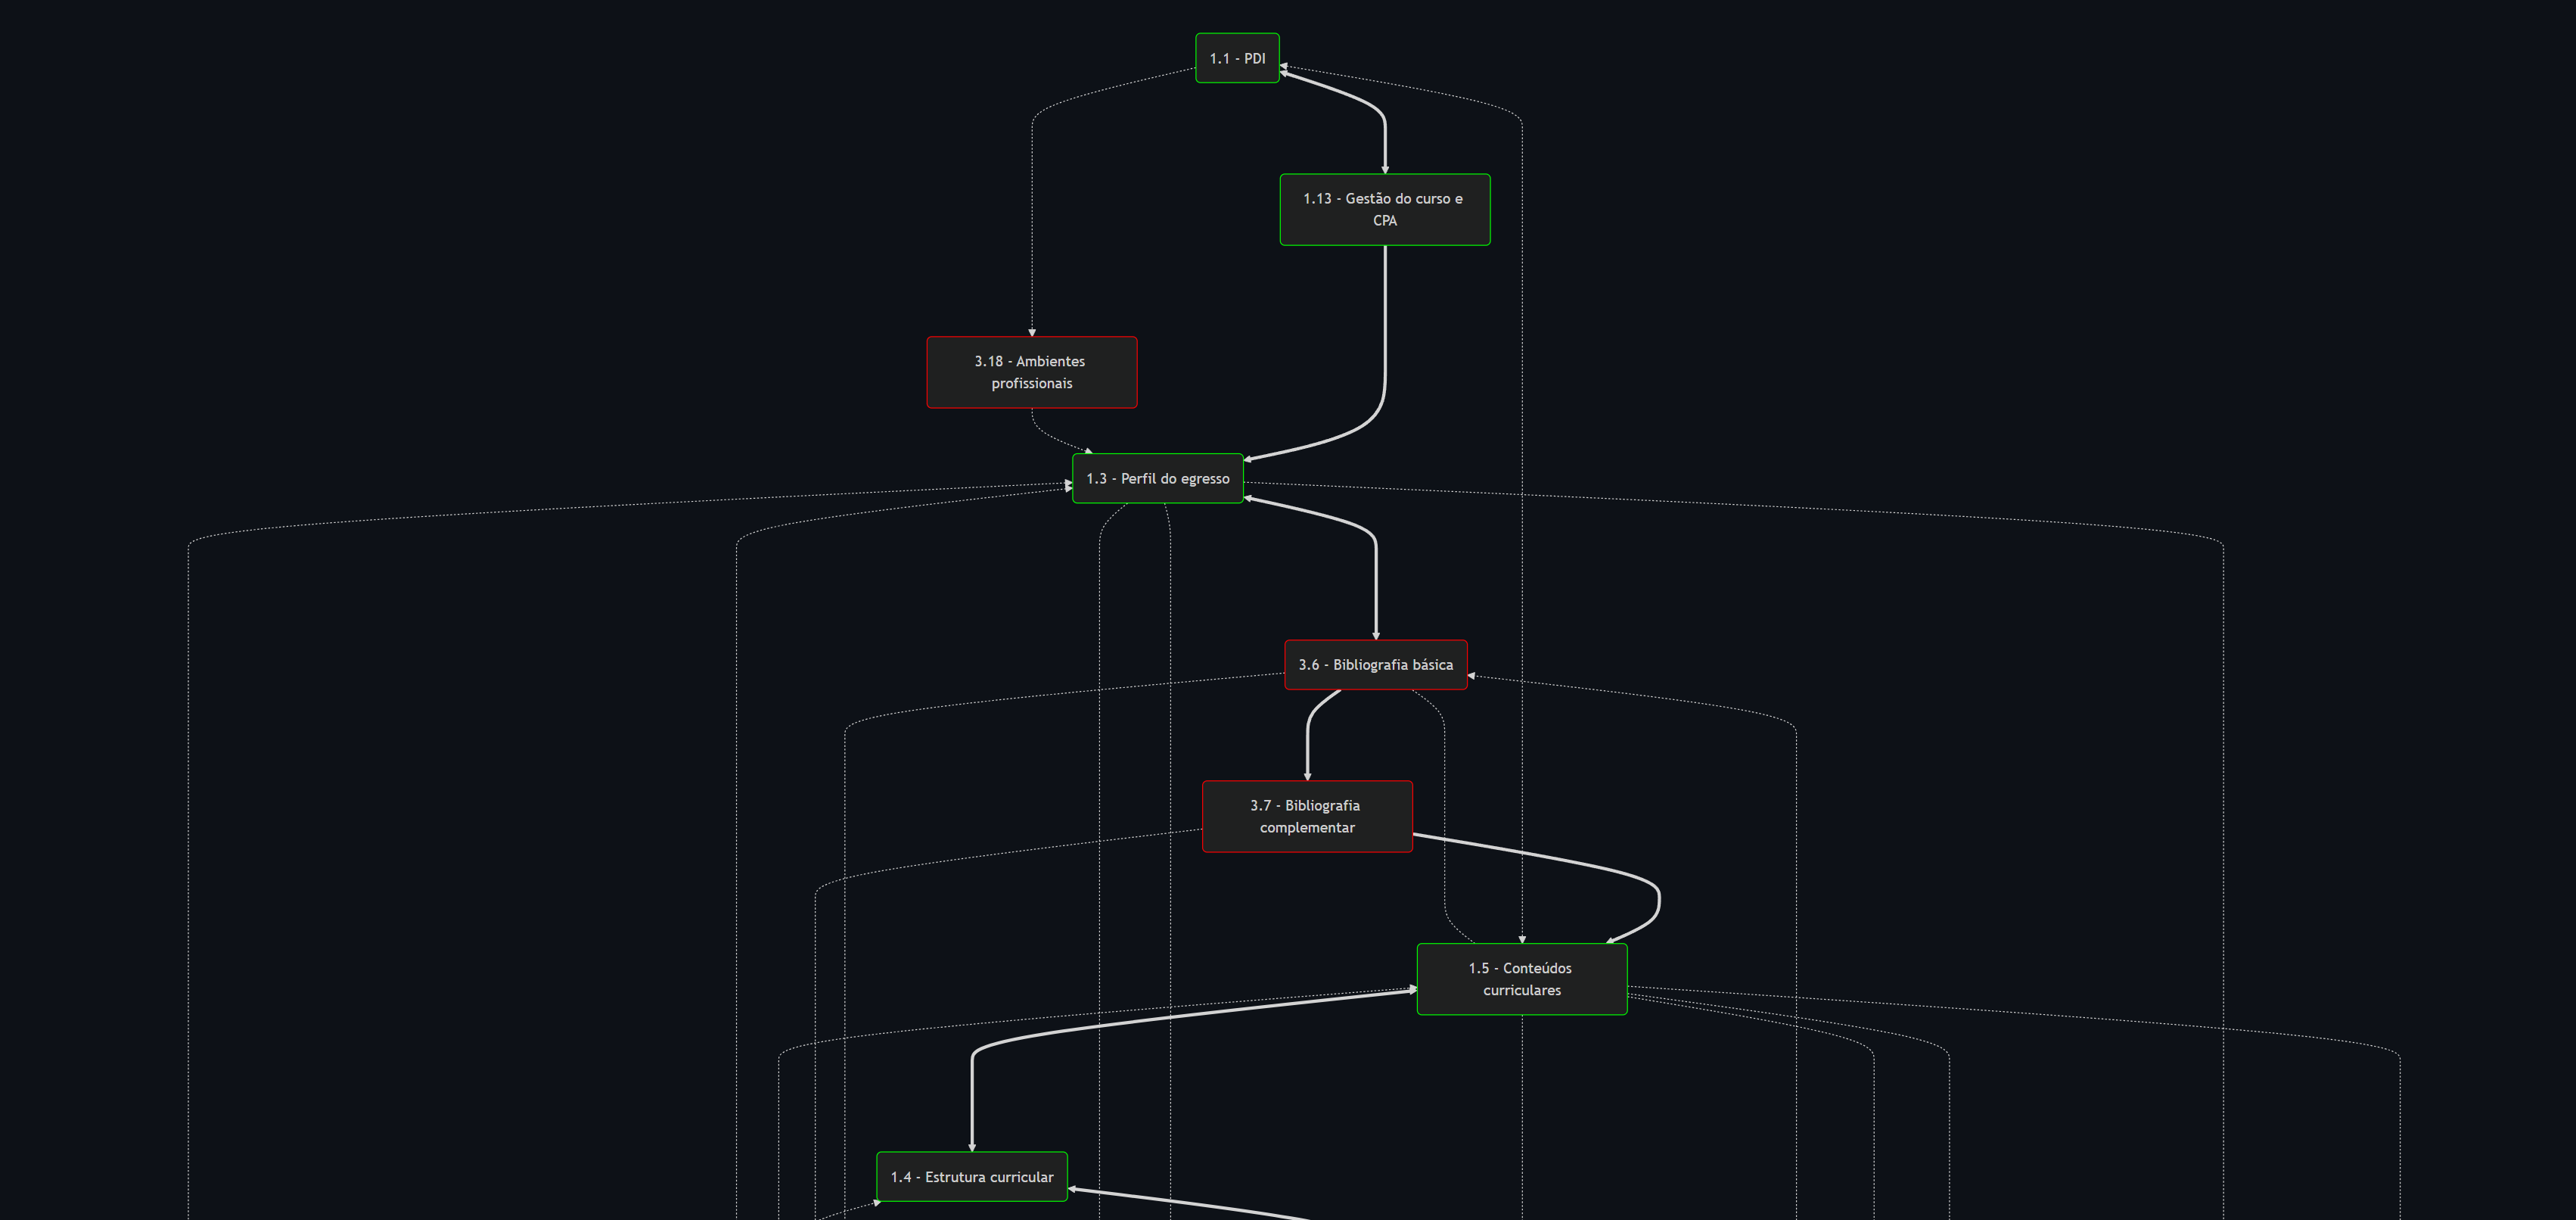 1.1 - PDI
1.13 - Gestão do curso e
CPA
3.18 - Ambientes
profissionais
1.3 - Perfil do egresso
3.6 - Bibliografia básica
3.7 - Bibliografia
complementar
1.5 - Conteúdos
curriculares
1.4 - Estrutura curricular